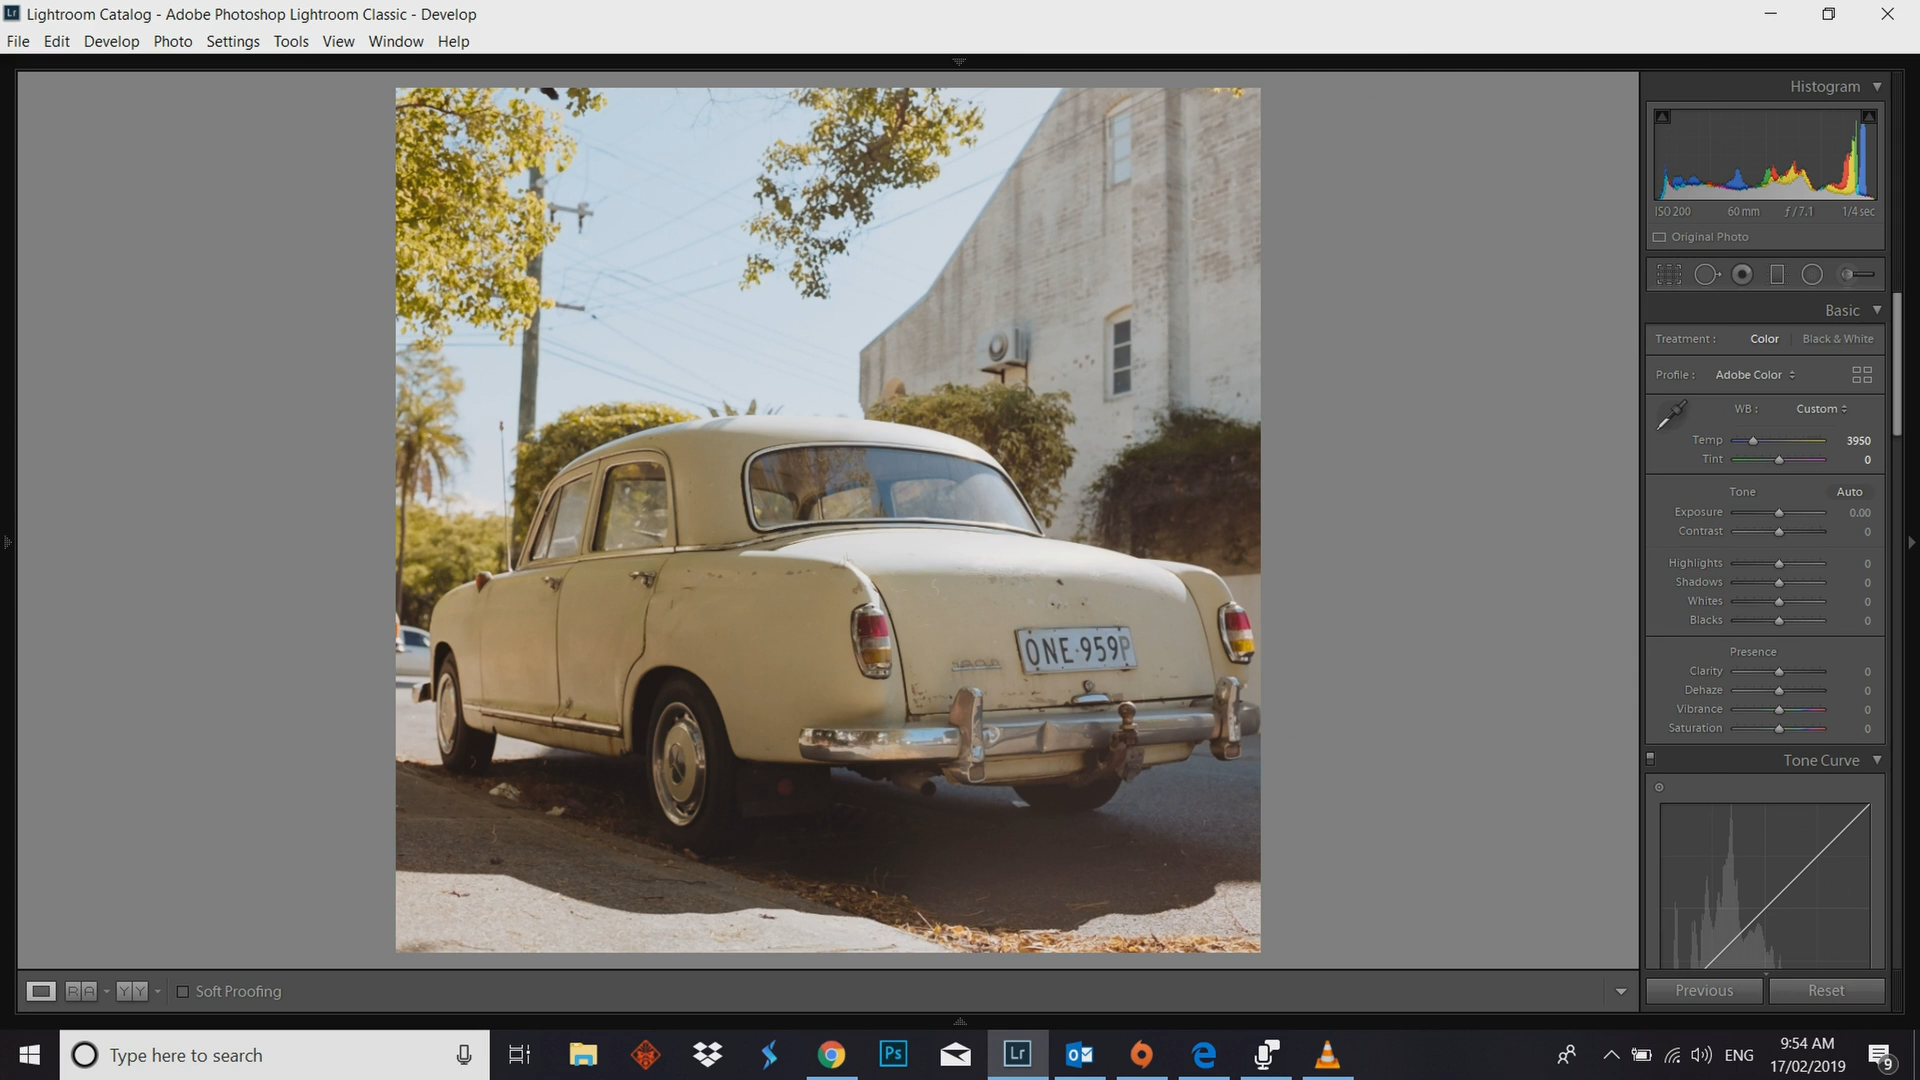 Lr Lightroom Catalog - Adobe Photoshop Lightroom Classic - Develop
File Edit Develop Photo Settings Tools View Window Help
Histogram
ISO 200 60 mm ƒ / 7.1 1/4 sec
Original Photo
Basic
Treatment : Color Black & White
Profile : Adobe Color
WB : Custom
Temp 3950
Tint 0
Tone Auto
Exposure 0.00
Contrast 0
Highlights 0
Shadows 0
Whites 0
Blacks 0
Presence
Clarity 0
Dehaze 0
Vibrance 0
Saturation 0
Tone Curve
ONE·959P
R A Y Y Soft Proofing
Previous Reset
Type here to search
Ps Lr
ENG
9:54 AM
17/02/2019
9